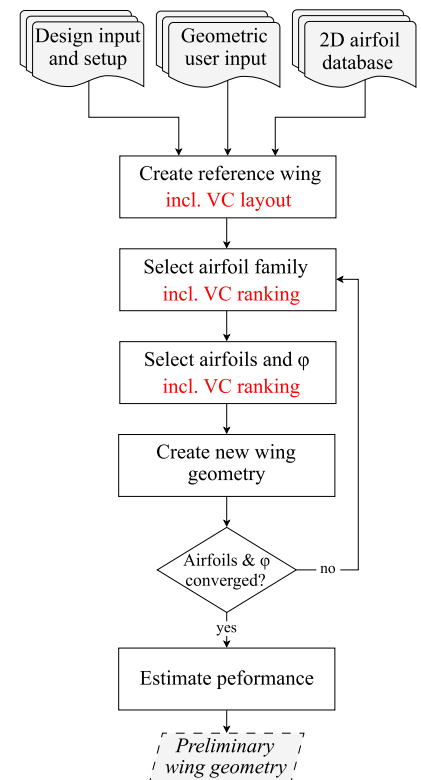 Design input
and setup
Geometric
user input
2D airfoil
database
Create reference wing
incl. VC layout
Select airfoil family
incl. VC ranking
Select airfoils and φ
incl. VC ranking
Create new wing
geometry
Airfoils & φ
converged?
no
yes
Estimate peformance
Preliminary
wing geometry